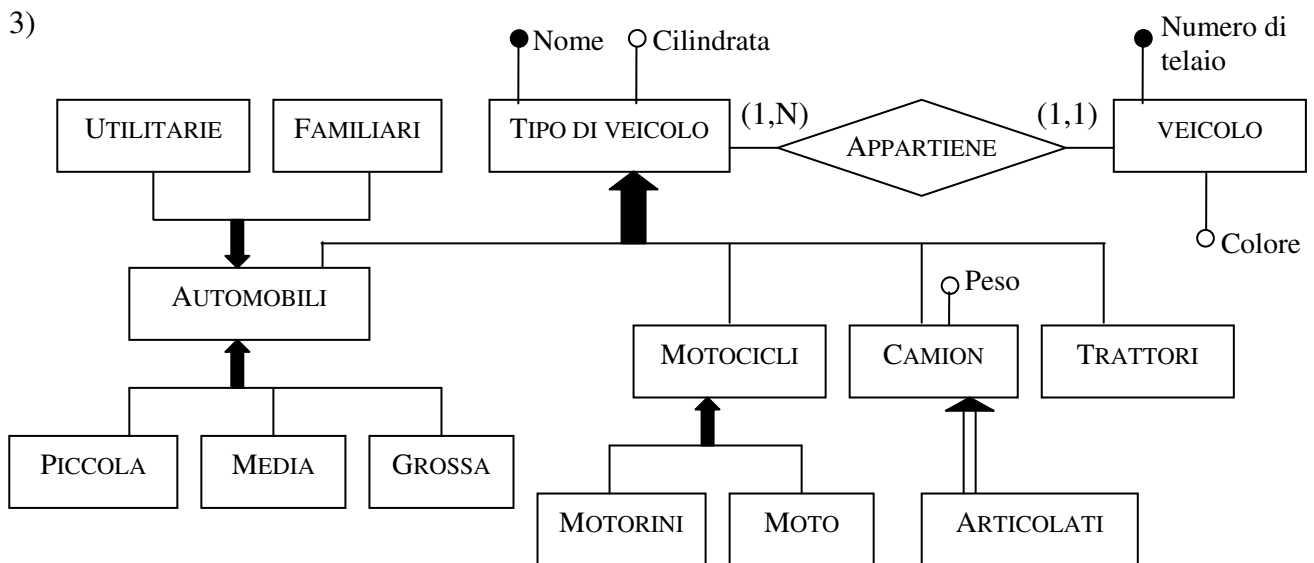 3)
Nome
Cilindrata
Numero di
telaio
UTILITARIE
FAMILIARI
TIPO DI VEICOLO
(1,N)
APPARTIENE
(1,1)
VEICOLO
Colore
AUTOMOBILI
Peso
MOTOCICLI
CAMION
TRATTORI
PICCOLA
MEDIA
GROSSA
MOTORINI
MOTO
ARTICOLATI